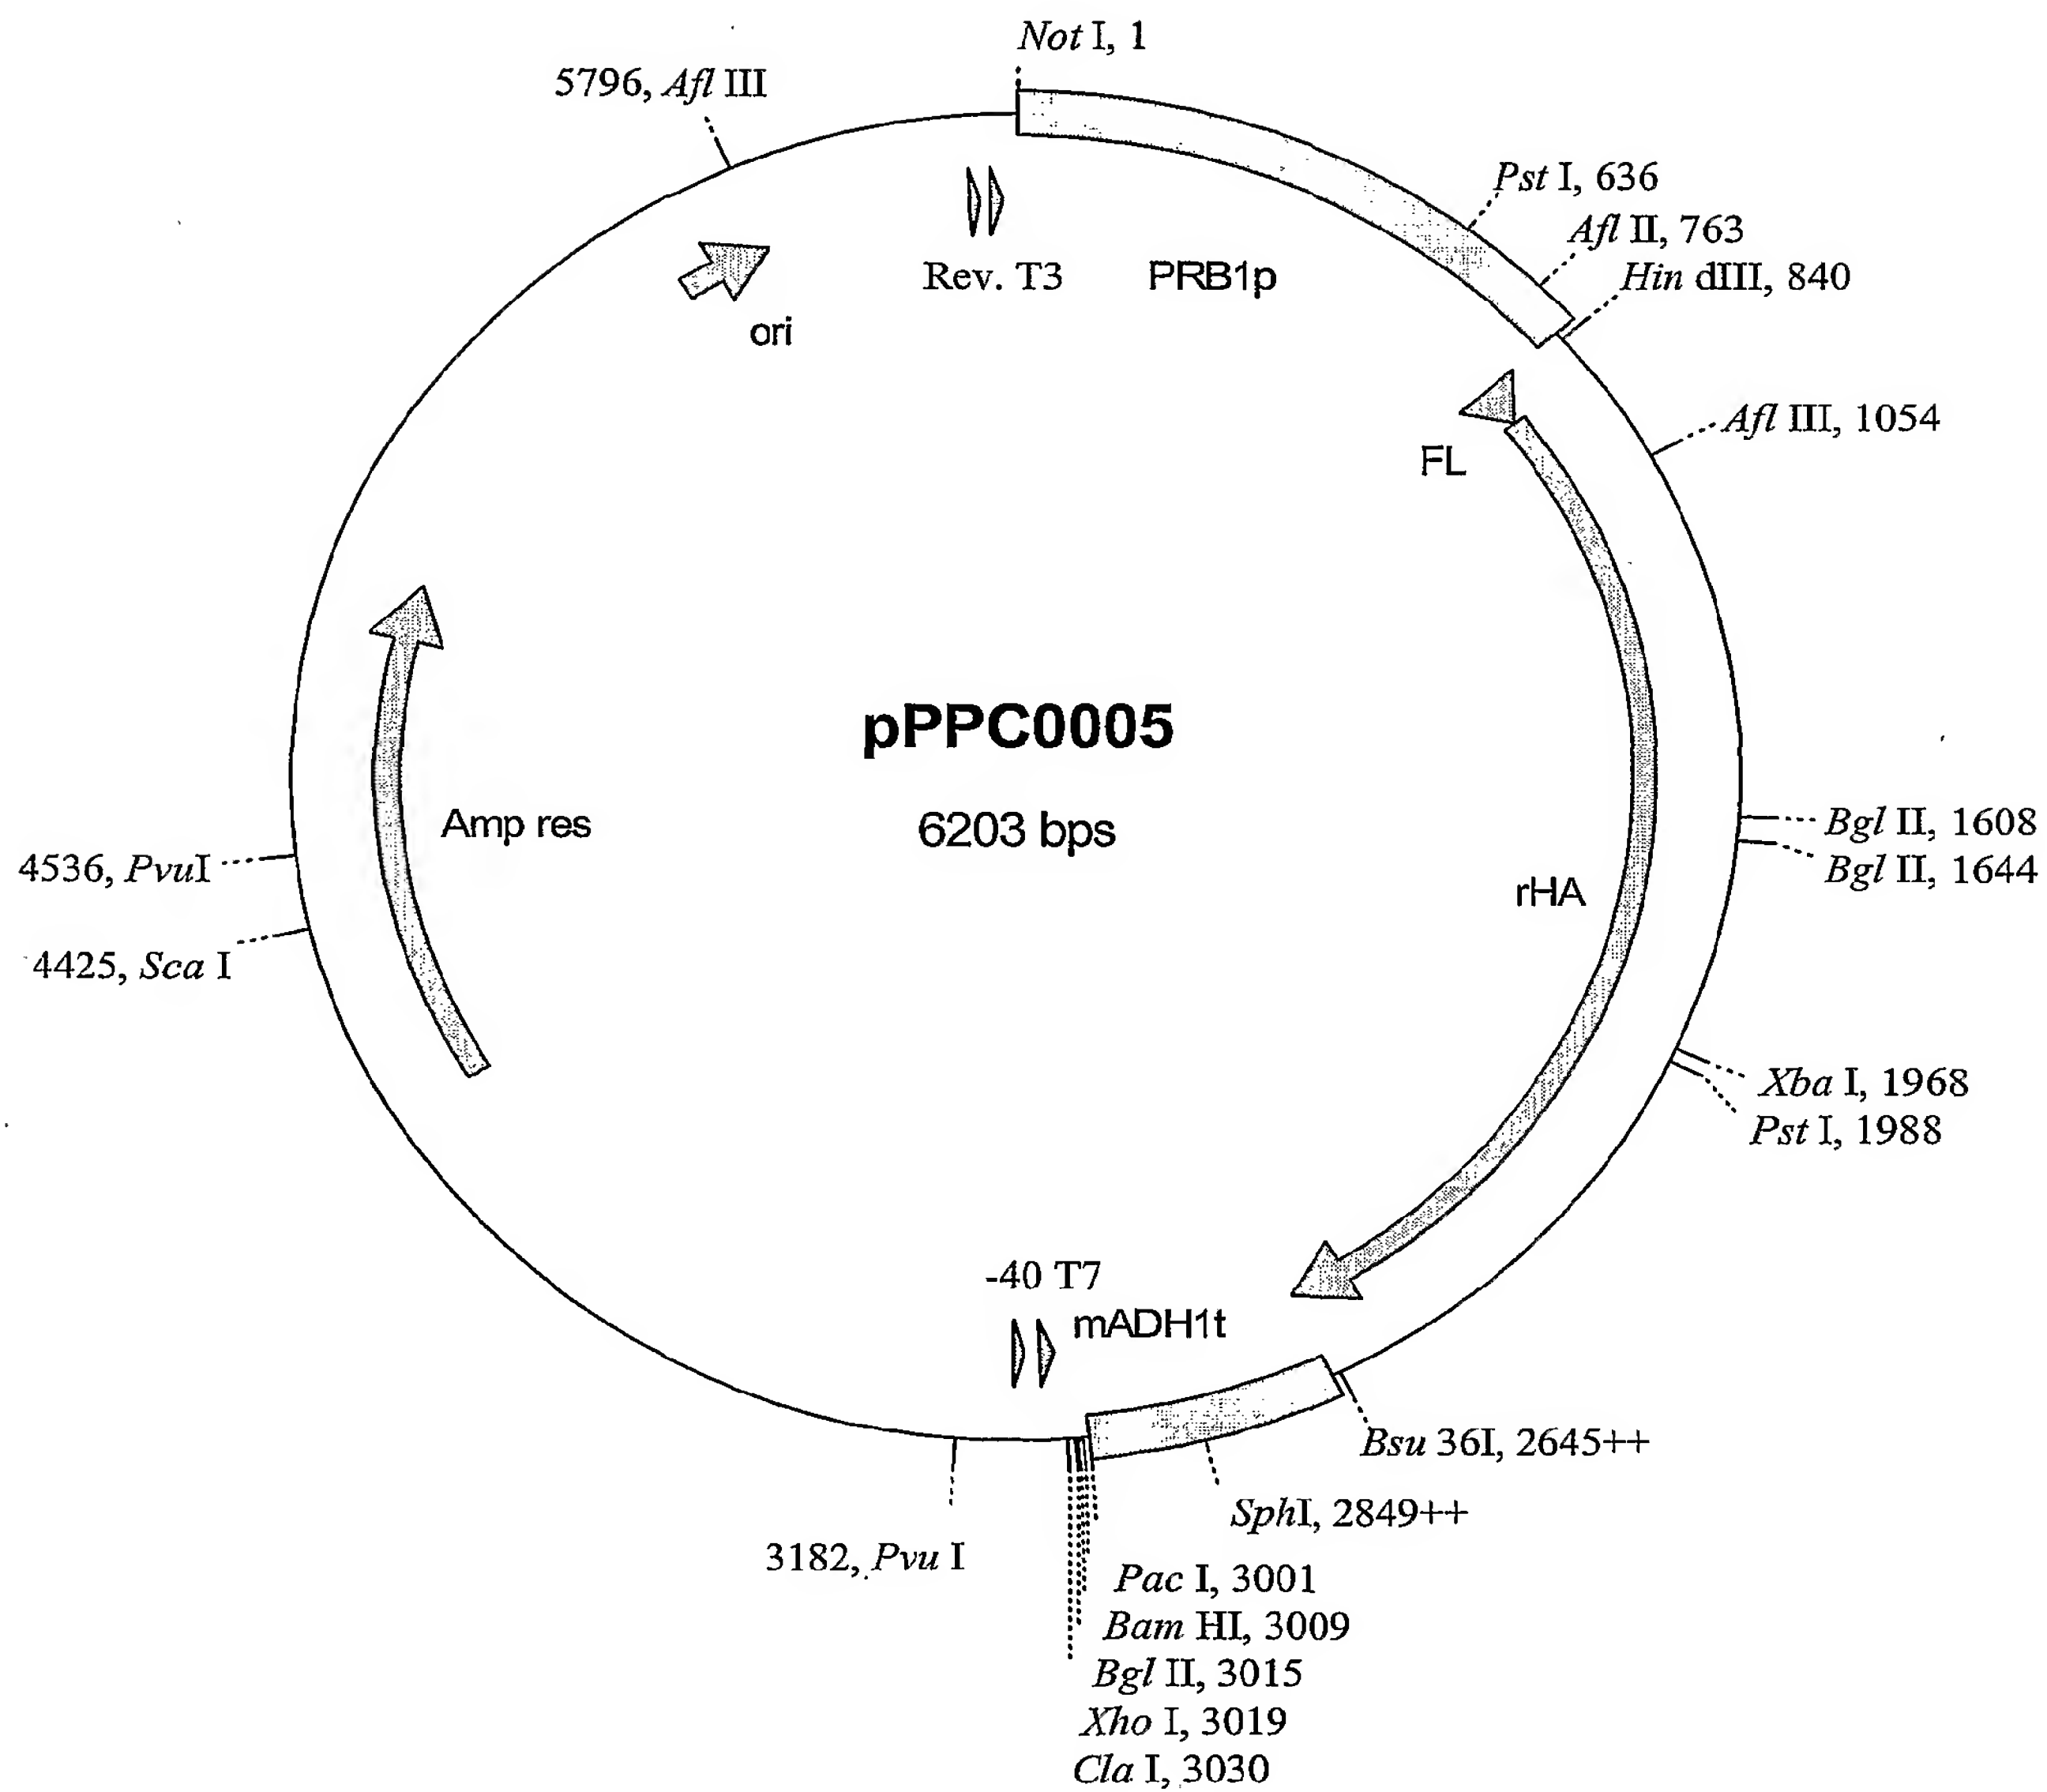 Not I, 1
5796, Afl III
Pst I, 636
Afl II, 763
Hin dIII, 840
Rev. T3
PRB1p
ori
Afl III, 1054
FL
pPPC0005
6203 bps
Amp res
Bgl II, 1608
Bgl II, 1644
4536, PvuI
rHA
4425, Sca I
Xba I, 1968
Pst I, 1988
-40 T7
mADH1t
Bsu 36I, 2645++
SphI, 2849++
3182, Pvu I
Pac I, 3001
Bam HI, 3009
Bgl II, 3015
Xho I, 3019
Cla I, 3030